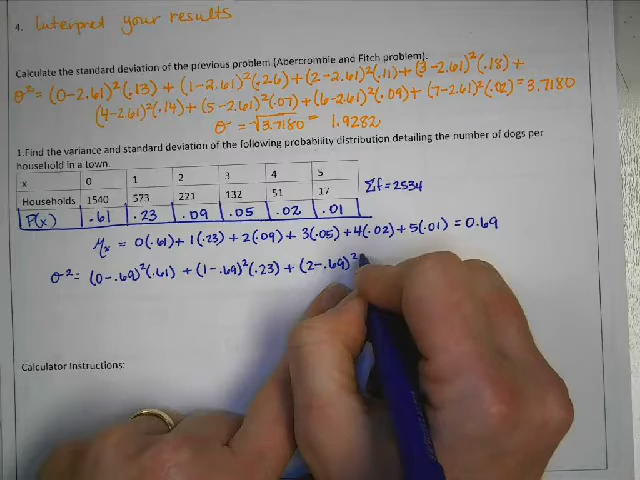 4. Interpret your results
Calculate the standard deviation of the previous problem (Abercrombie and Fitch problem).
σ² = (0-2.61)²(.13) + (1-2.61)²(.26) + (2-2.61)²(.11) + (3-2.61)²(.18) +
(4-2.61)²(.14) + (5-2.61)²(.07) + (6-2.61)²(.09) + (7-2.61)²(.02) = 3.7180
σ = √3.7180 = 1.9282
1.Find the variance and standard deviation of the following probability distribution detailing the number of dogs per
household in a town.
x 0 1 2 3 4 5
Households 1540 573 221 132 51 17 Σf = 2534
P(x) .61 .23 .09 .05 .02 .01
μx = 0(.61) + 1(.23) + 2(.09) + 3(.05) + 4(.02) + 5(.01) = 0.69
σ² = (0-.69)²(.61) + (1-.69)²(.23) + (2-.69)²
Calculator Instructions: